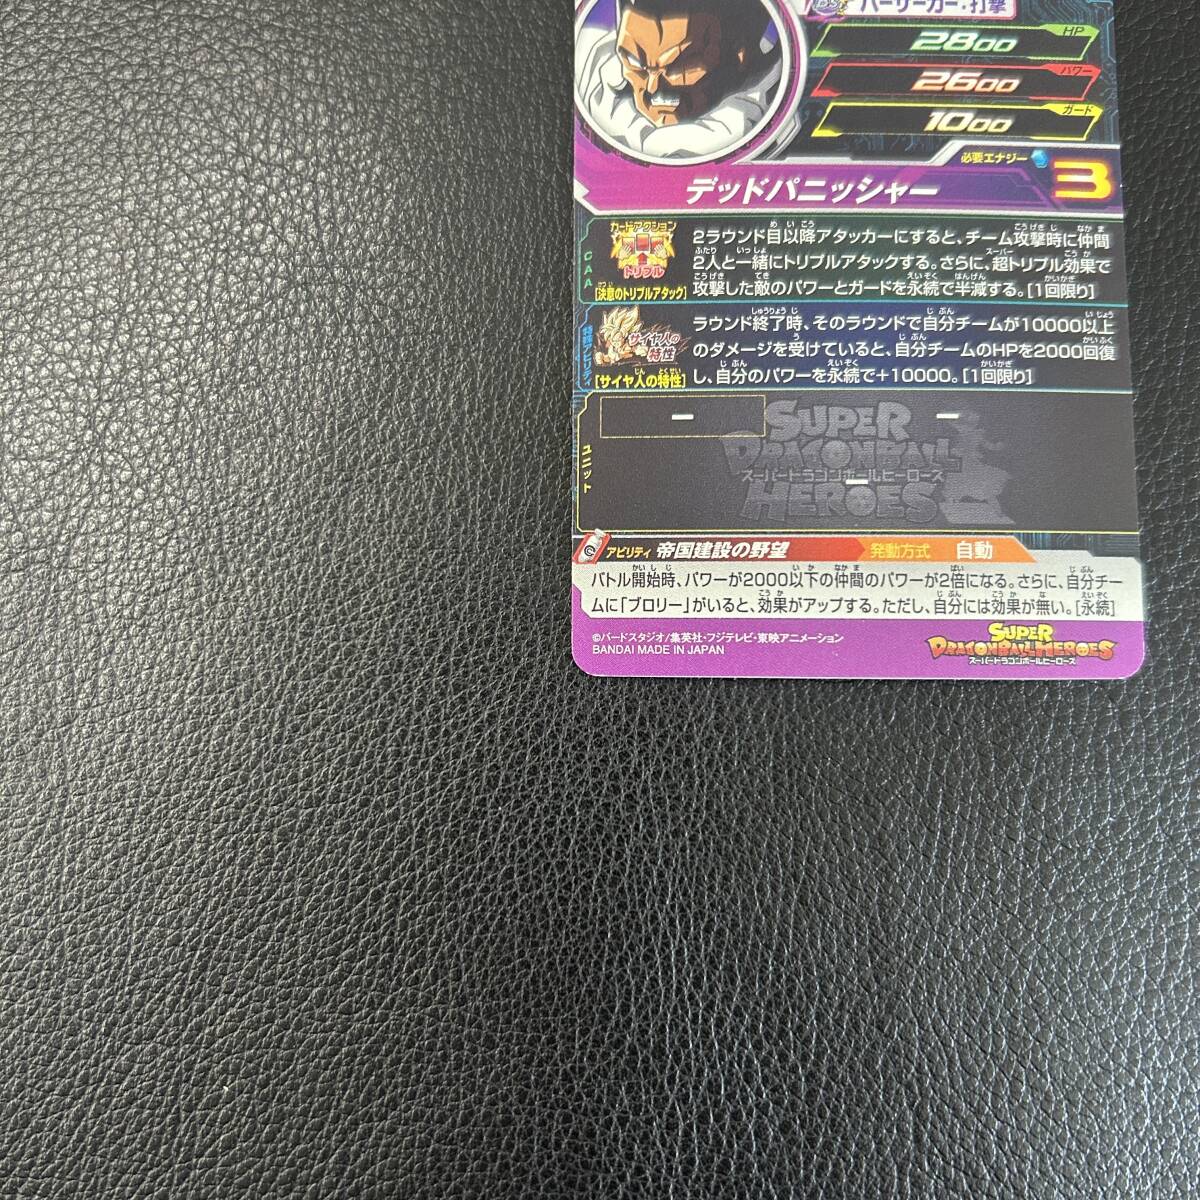 BS
バーサーカー・打撃
HP
2800
パワー
2600
ガード
1000
必要エナジー 3
デッドパニッシャー
CAA
カードアクション
トリプル
[決意のトリプルアタック]
2ラウンド目以降アタッカーにすると、チーム攻撃時に仲間
2人と一緒にトリプルアタックする。さらに、超トリプル効果で
攻撃した敵のパワーとガードを永続で半減する。[1回限り]
特殊アビリティ
サイヤ人の
特性
[サイヤ人の特性]
ラウンド終了時、そのラウンドで自分チームが10000以上
のダメージを受けていると、自分チームのHPを2000回復
し、自分のパワーを永続で+10000。[1回限り]
ユニット
ー
ー
ー
SUPER
DRAGONBALL
スーパードラゴンボールヒーローズ
HEROES
アビリティ 帝国建設の野望 発動方式 自動
バトル開始時、パワーが2000以下の仲間のパワーが2倍になる。さらに、自分チー
ムに「ブロリー」がいると、効果がアップする。ただし、自分には効果が無い。[永続]
©バードスタジオ/集英社・フジテレビ・東映アニメーション
BANDAI MADE IN JAPAN
SUPER
DRAGONBALL HEROES
スーパードラゴンボールヒーローズ